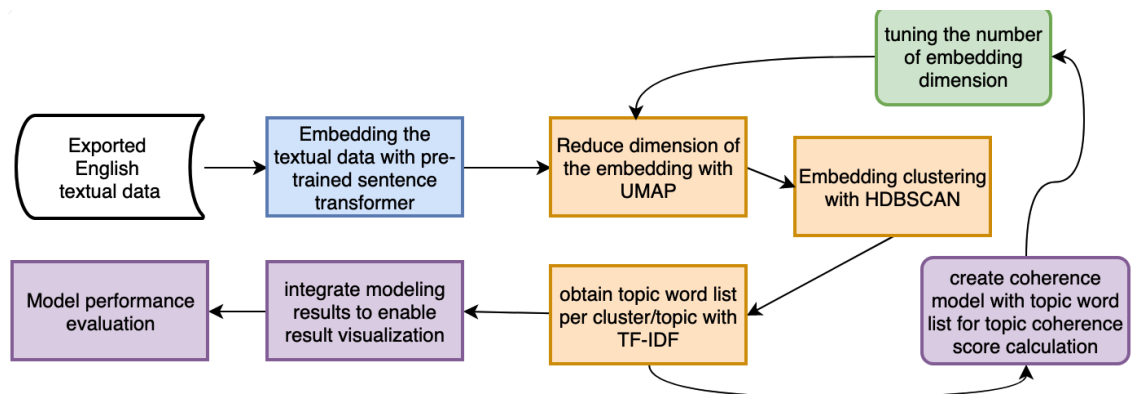 tuning the number
of embedding
dimension
Exported
English
textual data
Embedding the
textual data with pre-
trained sentence
transformer
Reduce dimension of
the embedding with
UMAP
Embedding clustering
with HDBSCAN
Model performance
evaluation
integrate modeling
results to enable
result visualization
obtain topic word list
per cluster/topic with
TF-IDF
create coherence
model with topic word
list for topic coherence
score calculation